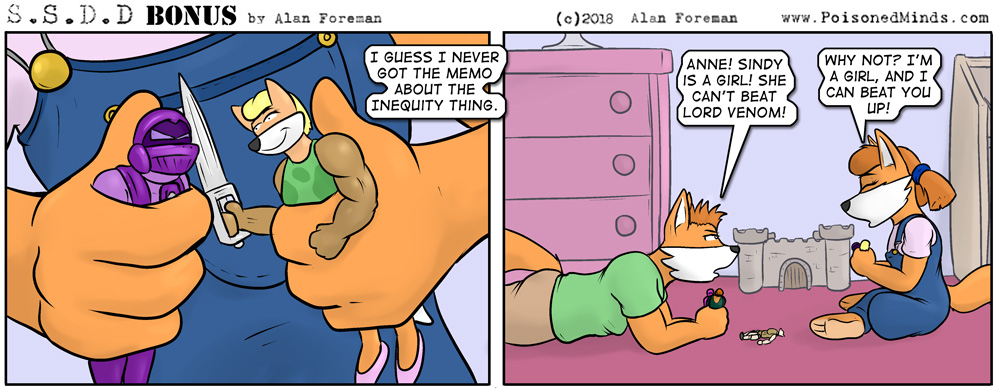 S.S.D.D BONUS by Alan Foreman (c)2018 Alan Foreman www.PoisonedMinds.com
I GUESS I NEVER
GOT THE MEMO
ABOUT THE
INEQUITY THING.
ANNE! SINDY
IS A GIRL! SHE
CAN'T BEAT
LORD VENOM!
WHY NOT? I'M
A GIRL, AND I
CAN BEAT YOU
UP!